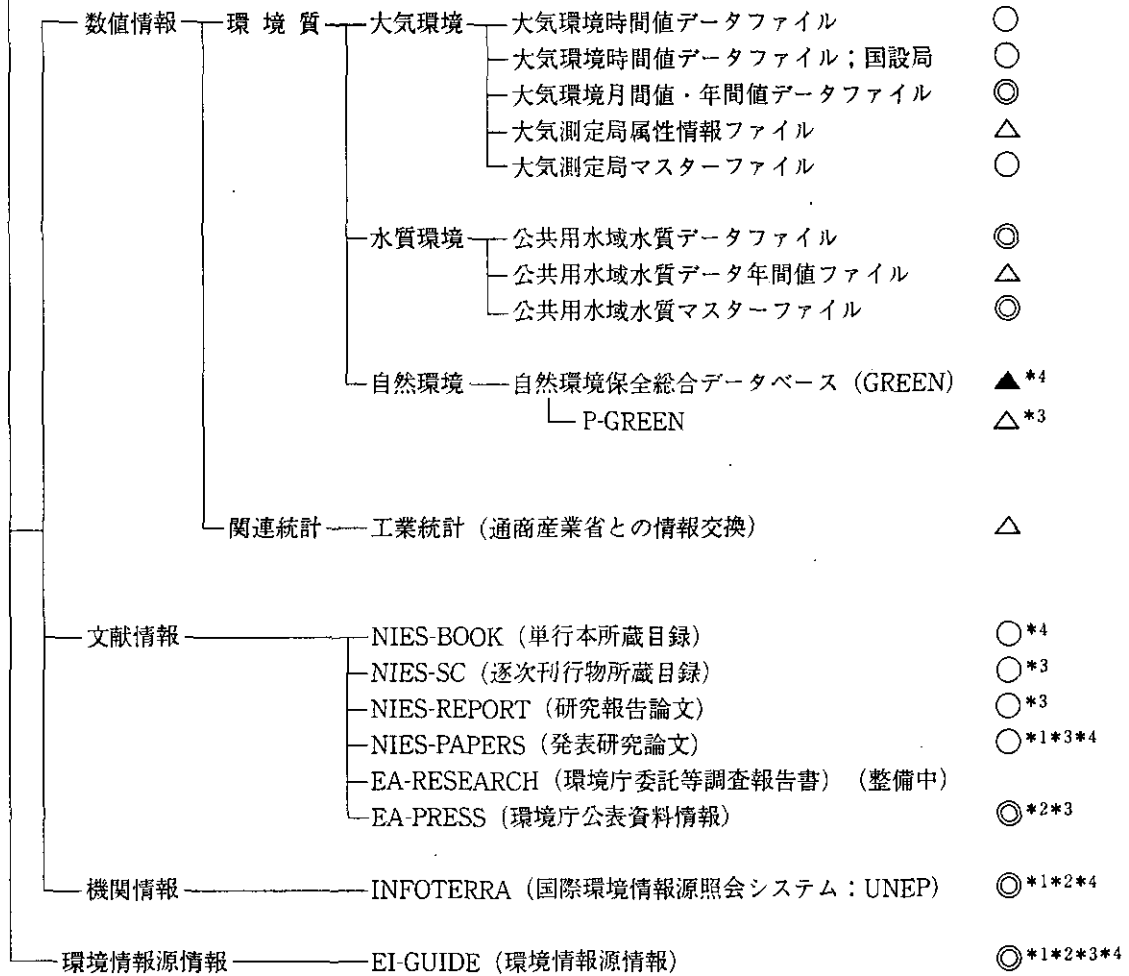 数値情報 環境質 大気環境 大気環境時間値データファイル ○
大気環境時間値データファイル；国設局 ○
大気環境月間値・年間値データファイル ◎
大気測定局属性情報ファイル △
大気測定局マスターファイル ○
水質環境 公共用水域水質データファイル ◎
公共用水域水質データ年間値ファイル △
公共用水域水質マスターファイル ◎
自然環境 自然環境保全総合データベース（GREEN） ▲*4
P-GREEN △*3
関連統計 工業統計（通商産業省との情報交換） △
文献情報 NIES-BOOK（単行本所蔵目録） ○*4
NIES-SC（逐次刊行物所蔵目録） ○*3
NIES-REPORT（研究報告論文） ○*3
NIES-PAPERS（発表研究論文） ○*1*3*4
EA-RESEARCH（環境庁委託等調査報告書）（整備中）
EA-PRESS（環境庁公表資料情報） ◎*2*3
機関情報 INFOTERRA（国際環境情報源照会システム：UNEP） ◎*1*2*4
環境情報源情報 EI-GUIDE（環境情報源情報） ◎*1*2*3*4